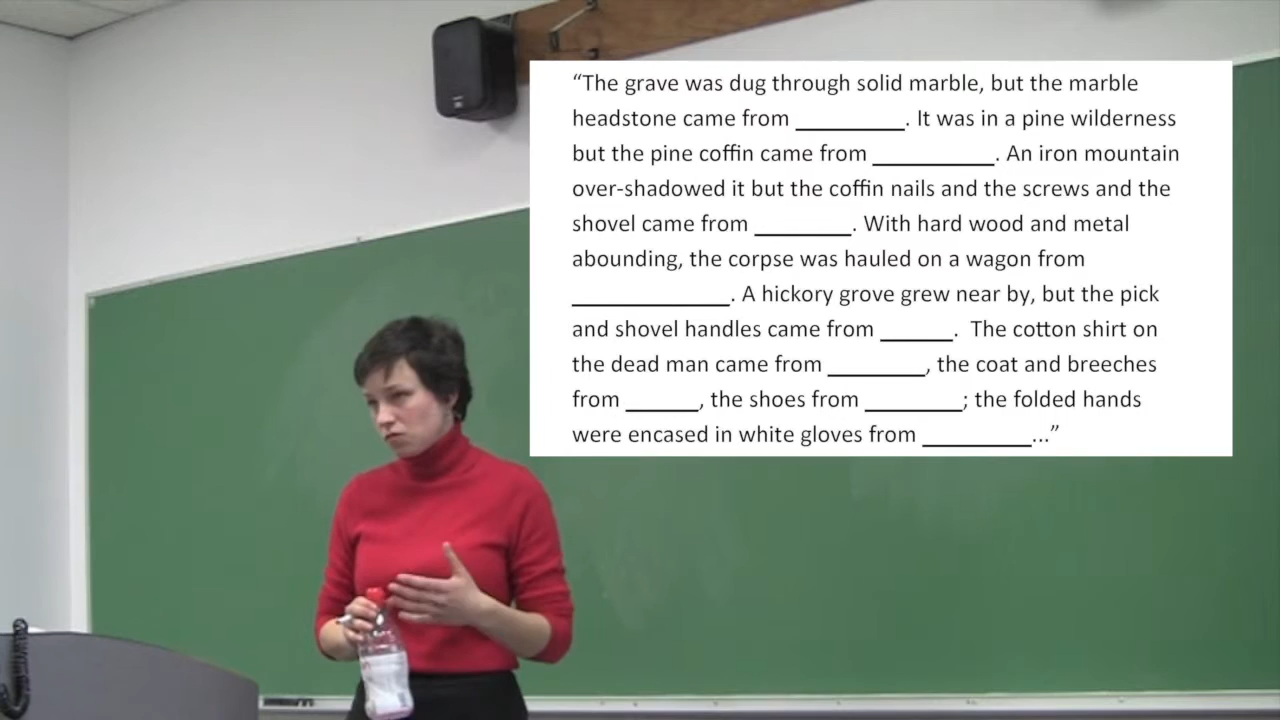 “The grave was dug through solid marble, but the marble
headstone came from __________. It was in a pine wilderness
but the pine coffin came from ___________. An iron mountain
over-shadowed it but the coffin nails and the screws and the
shovel came from _________. With hard wood and metal
abounding, the corpse was hauled on a wagon from
______________. A hickory grove grew near by, but the pick
and shovel handles came from ______.  The cotton shirt on
the dead man came from _________, the coat and breeches
from ______, the shoes from _________; the folded hands
were encased in white gloves from __________...”